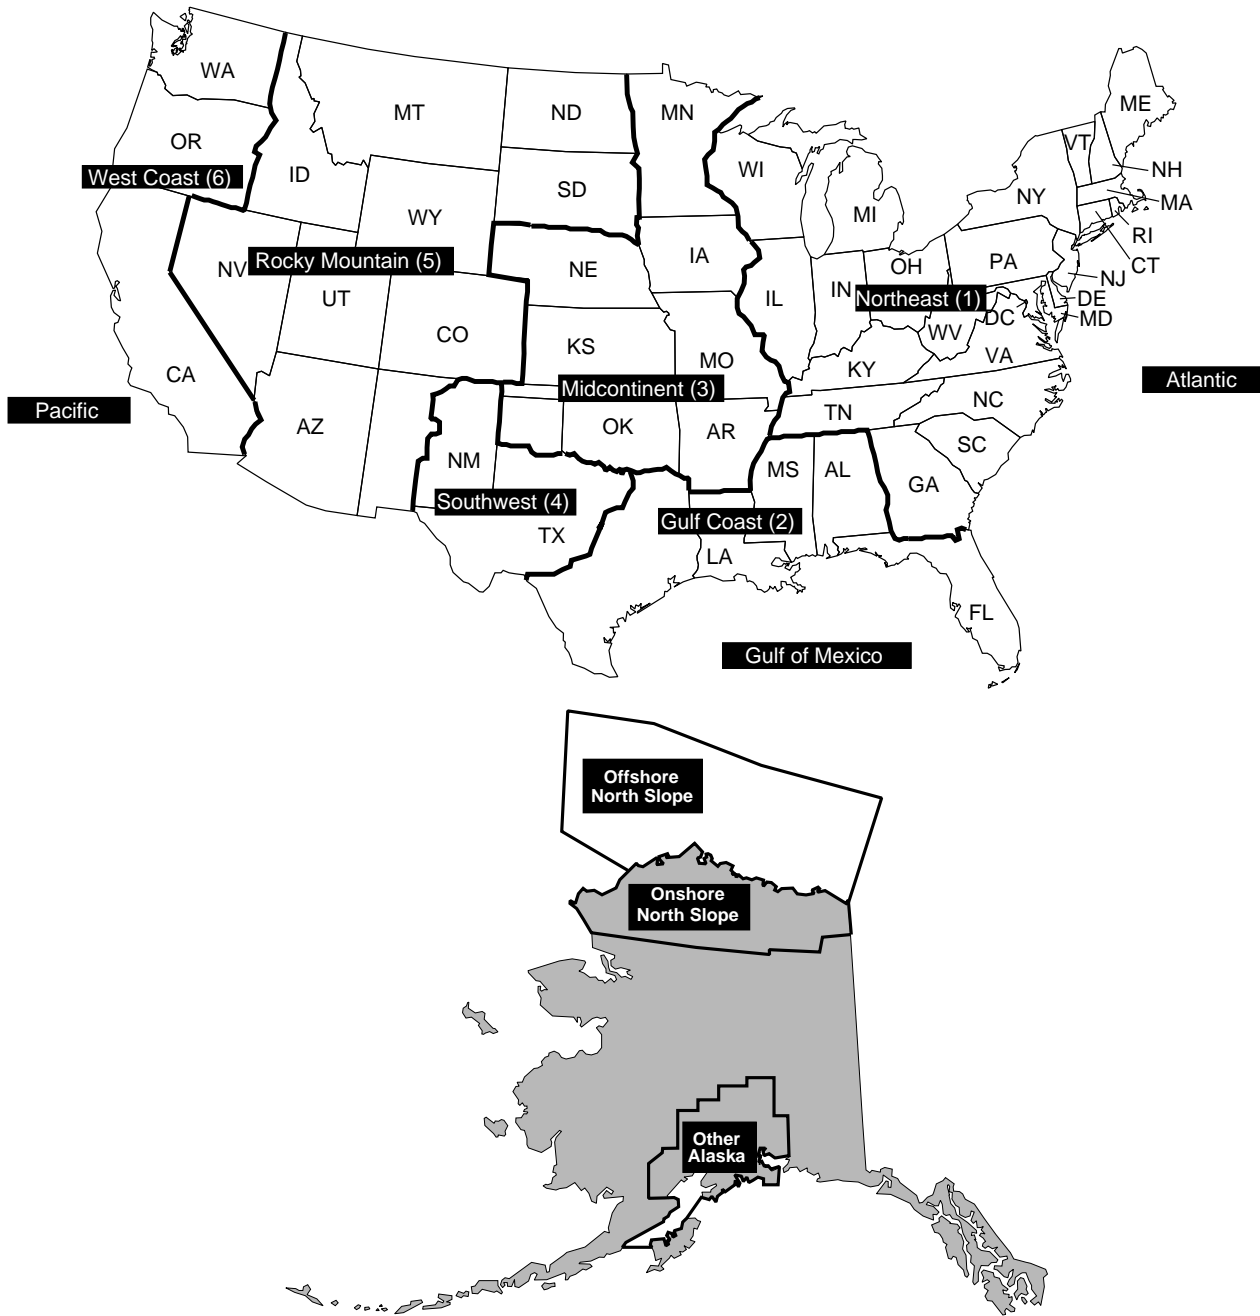 WA
MT
ND
MN
ME
OR
VT
WI
NH
West Coast (6)
ID
SD
NY
MA
WY
MI
RI
IA
Rocky Mountain (5)
NV
NE
OH
PA
CT
NJ
UT
IL
IN
Northeast (1)
DE
MD
DC
CO
KS
WV
MO
VA
CA
KY
Midcontinent (3)
Atlantic
Pacific
NC
TN
AZ
OK
AR
SC
NM
MS
AL
GA
Southwest (4)
Gulf Coast (2)
TX
LA
FL
Gulf of Mexico
Offshore
North Slope
Onshore
North Slope
Other
Alaska